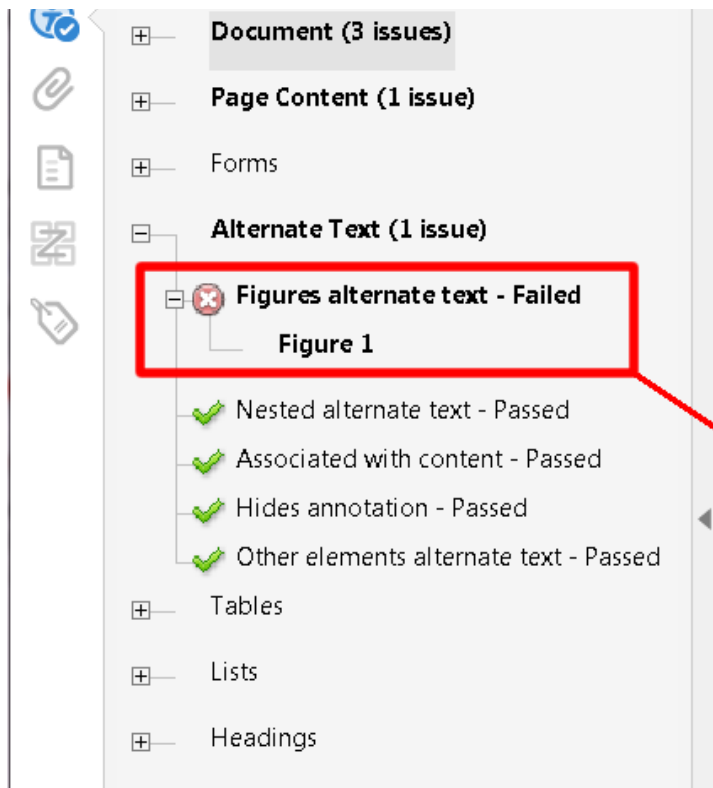 Document (3 issues)
Page Content (1 issue)
Forms
Alternate Text (1 issue)
Figures alternate text - Failed
Figure 1
Nested alternate text - Passed
Associated with content - Passed
Hides annotation - Passed
Other elements alternate text - Passed
Tables
Lists
Headings